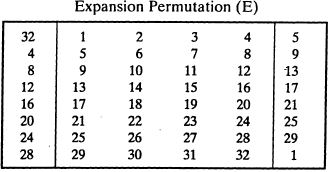 Expansion Permutation (E)
32 1 2 3 4 5
4 5 6 7 8 9
8 9 10 11 12 13
12 13 14 15 16 17
16 17 18 19 20 21
20 21 22 23 24 25
24 25 26 27 28 29
28 29 30 31 32 1